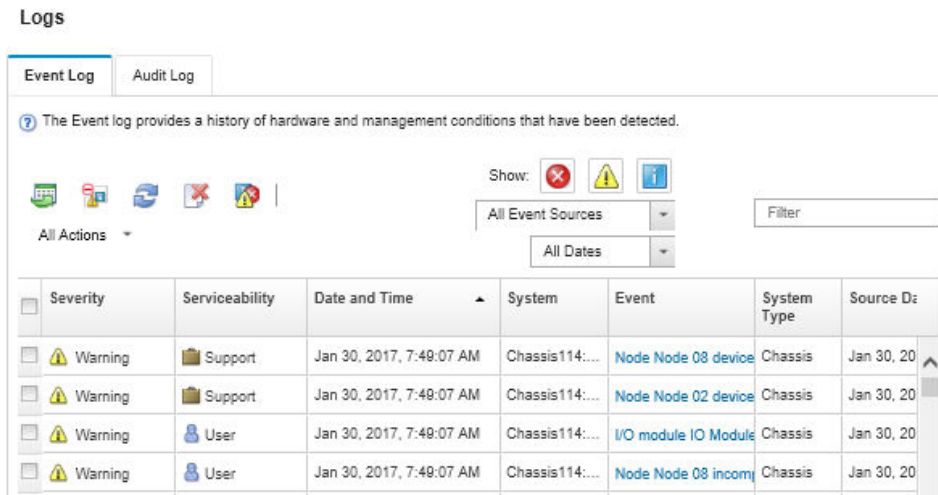 Logs
Event Log Audit Log
The Event log provides a history of hardware and management conditions that have been detected.
Show:
All Event Sources
Filter
All Actions
All Dates
Severity Serviceability Date and Time System Event System Type Source Da
Warning Support Jan 30, 2017, 7:49:07 AM Chassis114:... Node Node 08 device Chassis Jan 30, 20
Warning Support Jan 30, 2017, 7:49:07 AM Chassis114:... Node Node 02 device Chassis Jan 30, 20
Warning User Jan 30, 2017, 7:49:07 AM Chassis114:... I/O module IO Module Chassis Jan 30, 20
Warning User Jan 30, 2017, 7:49:07 AM Chassis114:... Node Node 08 incomp Chassis Jan 30, 20